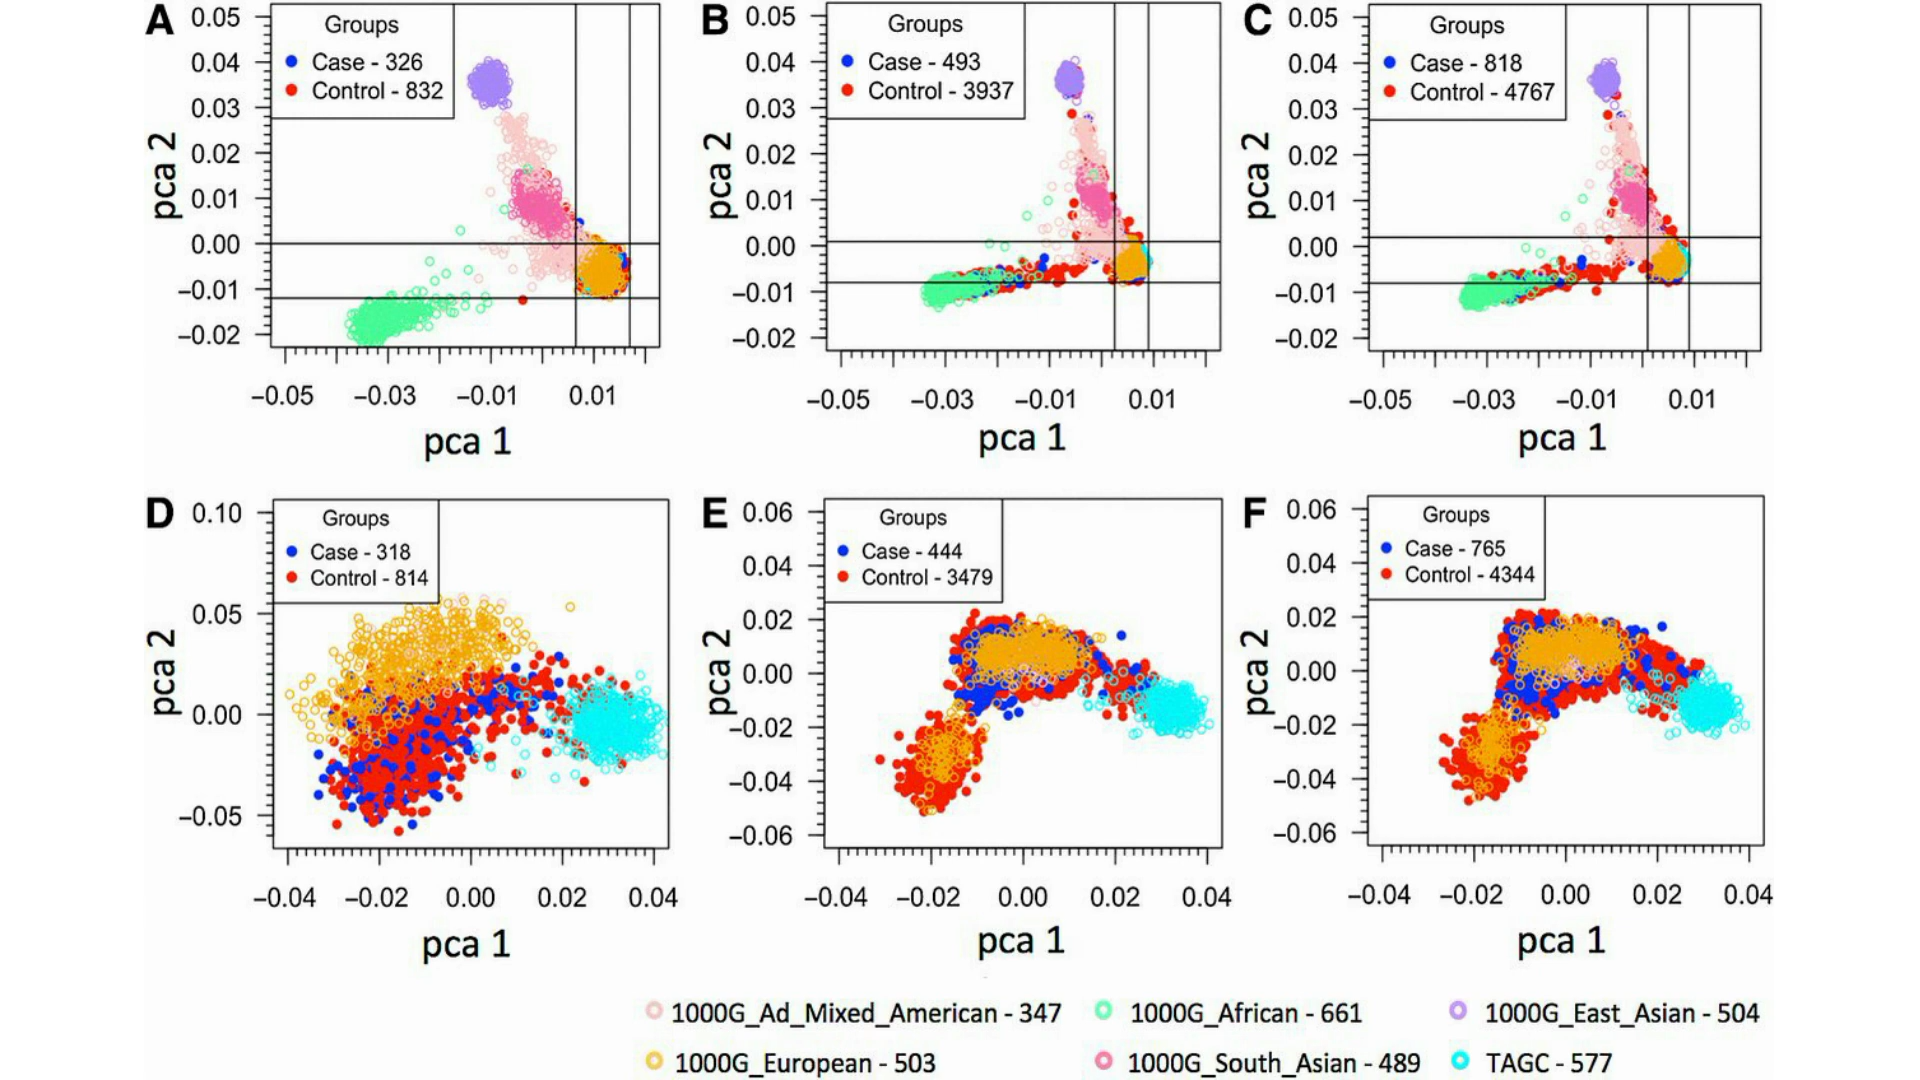 A
Groups
Case - 326
Control - 832
0.05
0.04
0.03
0.02
0.01
0.00
−0.01
−0.02
pca 2
−0.05 −0.03 −0.01 0.01
pca 1
B
Groups
Case - 493
Control - 3937
0.05
0.04
0.03
0.02
0.01
0.00
−0.01
−0.02
pca 2
−0.05 −0.03 −0.01 0.01
pca 1
C
Groups
Case - 818
Control - 4767
0.05
0.04
0.03
0.02
0.01
0.00
−0.01
−0.02
pca 2
−0.05 −0.03 −0.01 0.01
pca 1
D
Groups
Case - 318
Control - 814
0.10
0.05
0.00
−0.05
pca 2
−0.04 −0.02 0.00 0.02 0.04
pca 1
E
Groups
Case - 444
Control - 3479
0.06
0.04
0.02
0.00
−0.02
−0.04
−0.06
pca 2
−0.04 −0.02 0.00 0.02 0.04
pca 1
F
Groups
Case - 765
Control - 4344
0.06
0.04
0.02
0.00
−0.02
−0.04
−0.06
pca 2
−0.04 −0.02 0.00 0.02 0.04
pca 1
1000G_Ad_Mixed_American - 347
1000G_African - 661
1000G_East_Asian - 504
1000G_European - 503
1000G_South_Asian - 489
TAGC - 577